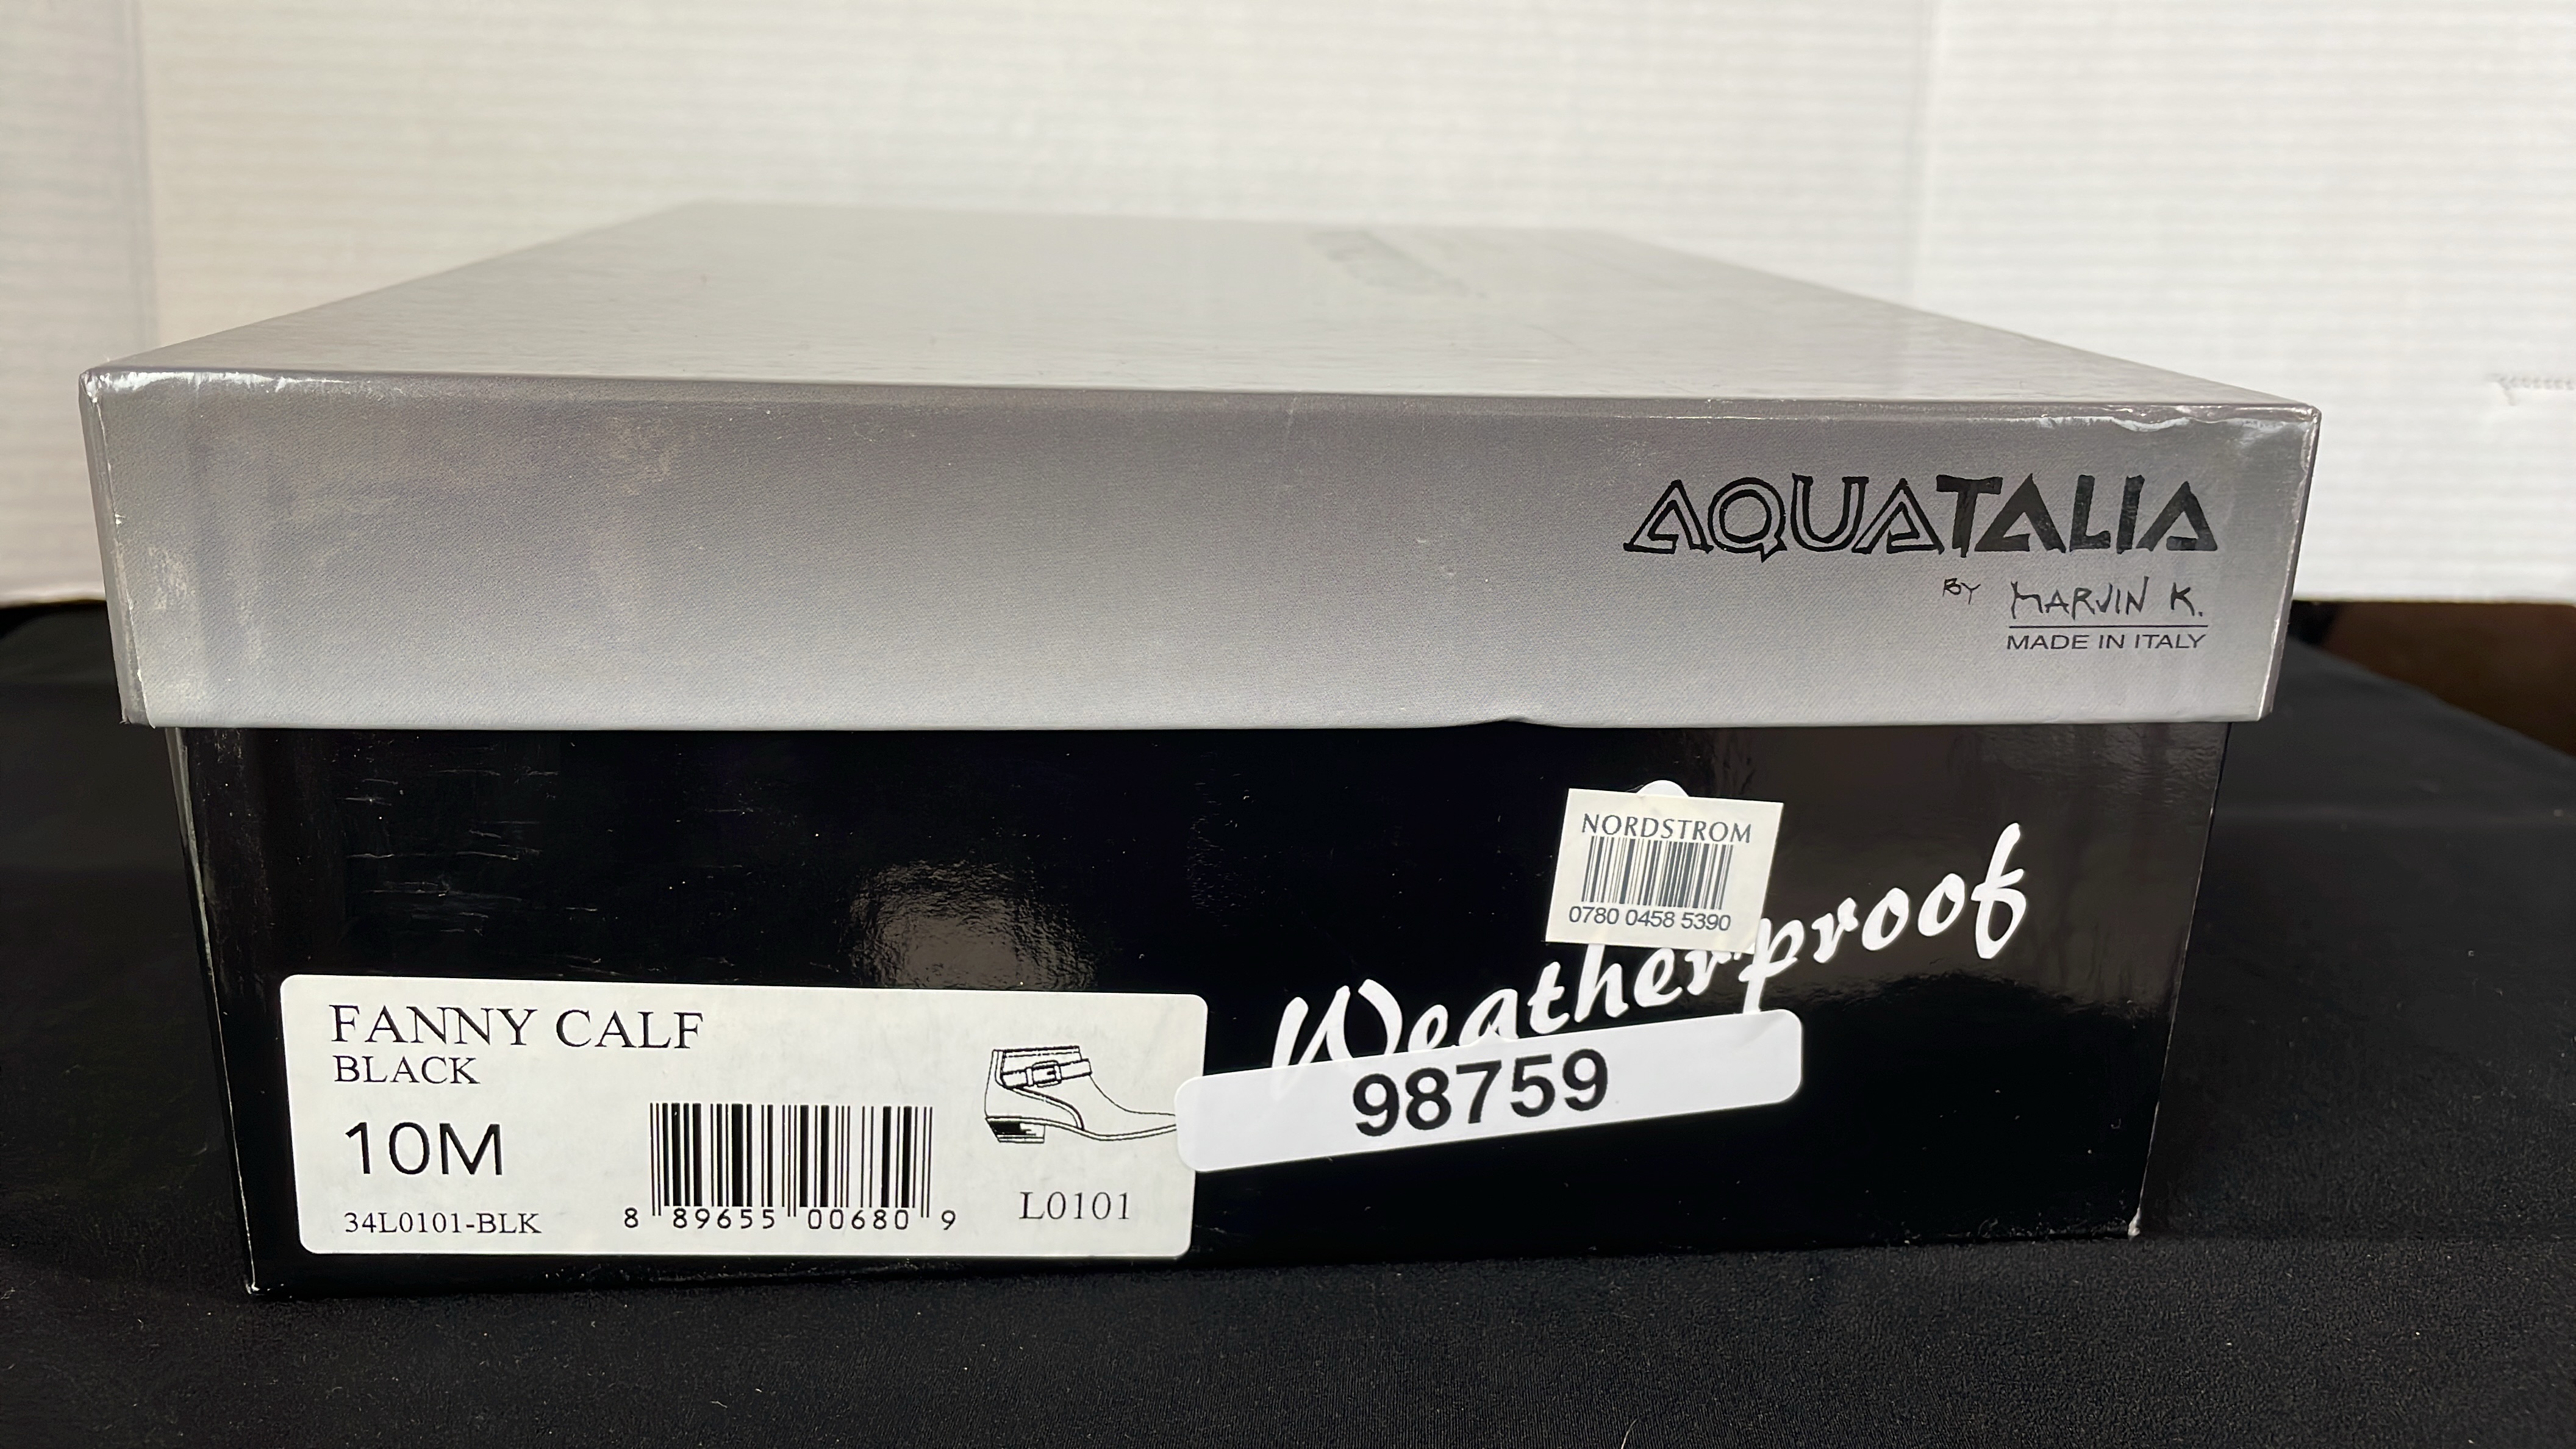 AQUATALIA
BY MARVIN K.
MADE IN ITALY
NORDSTROM
0780 0458 5390
Weatherproof
98759
FANNY CALF
BLACK
10M
34L0101-BLK
8 89655 00680 9
L0101